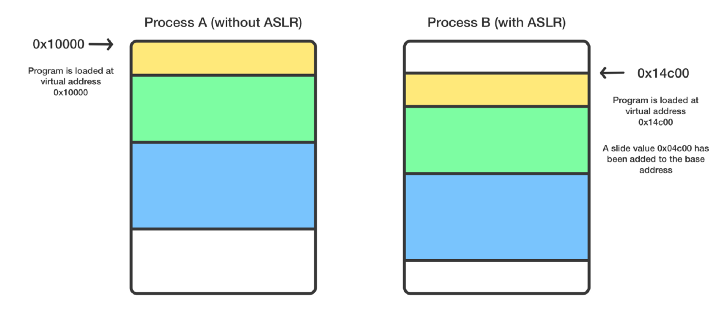 Process A (without ASLR)
Process B (with ASLR)
0x10000
Program is loaded at
virtual address
0x10000
0x14c00
Program is loaded at
virtual address
0x14c00
A slide value 0x04c00 has
been added to the base
address